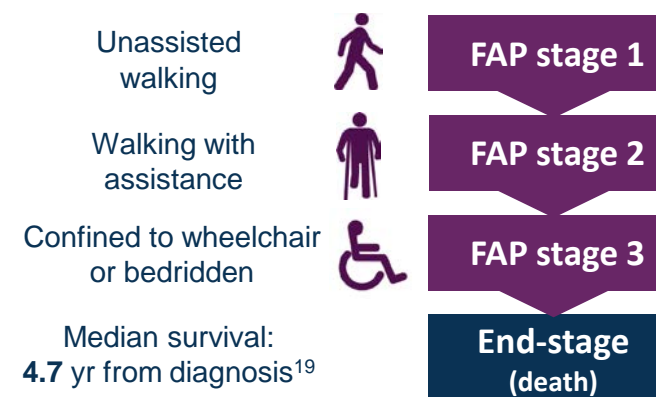 Unassisted
walking
FAP stage 1
Walking with
assistance
FAP stage 2
Confined to wheelchair
or bedridden
FAP stage 3
Median survival:
4.7 yr from diagnosis19
End-stage
(death)